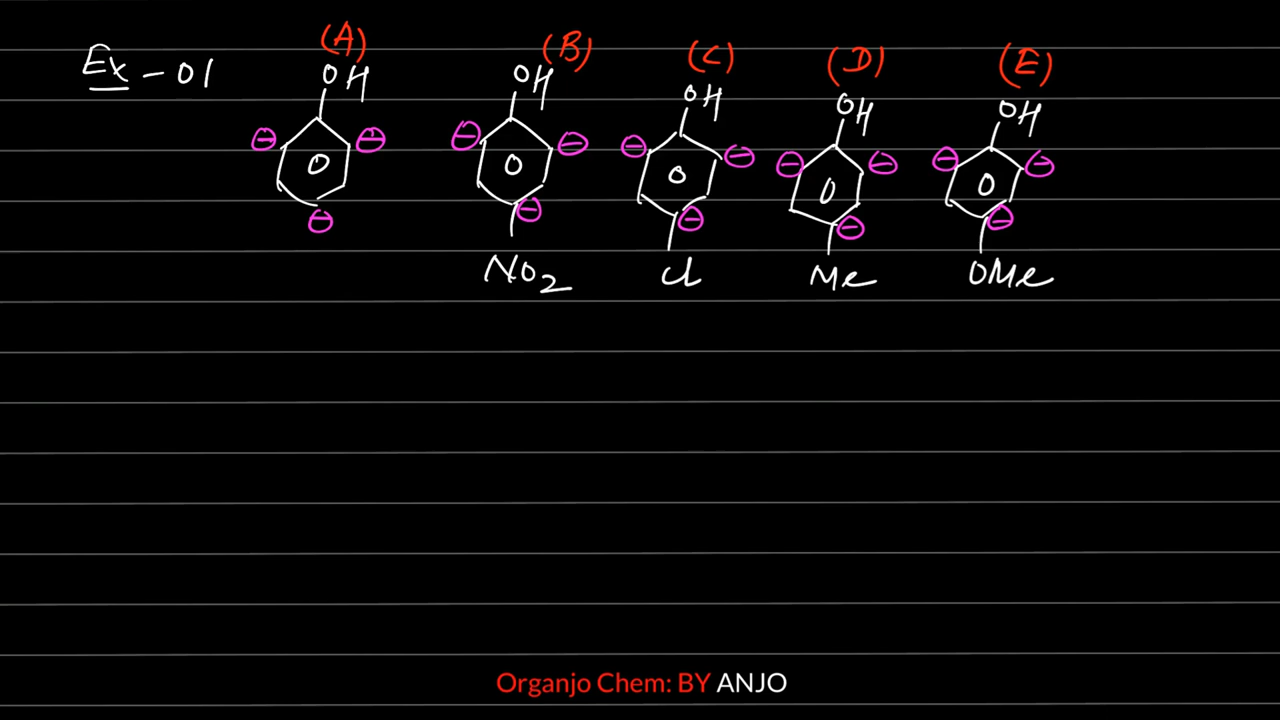 Ex-01
(A) (B) (C) (D) (E)
OH OH OH OH OH
⊖ ⊖ ⊖ ⊖ ⊖ ⊖ ⊖ ⊖ ⊖ ⊖
⊖ ⊖ ⊖ ⊖ ⊖
NO2 Cl Me OMe
Organjo Chem: BY ANJO